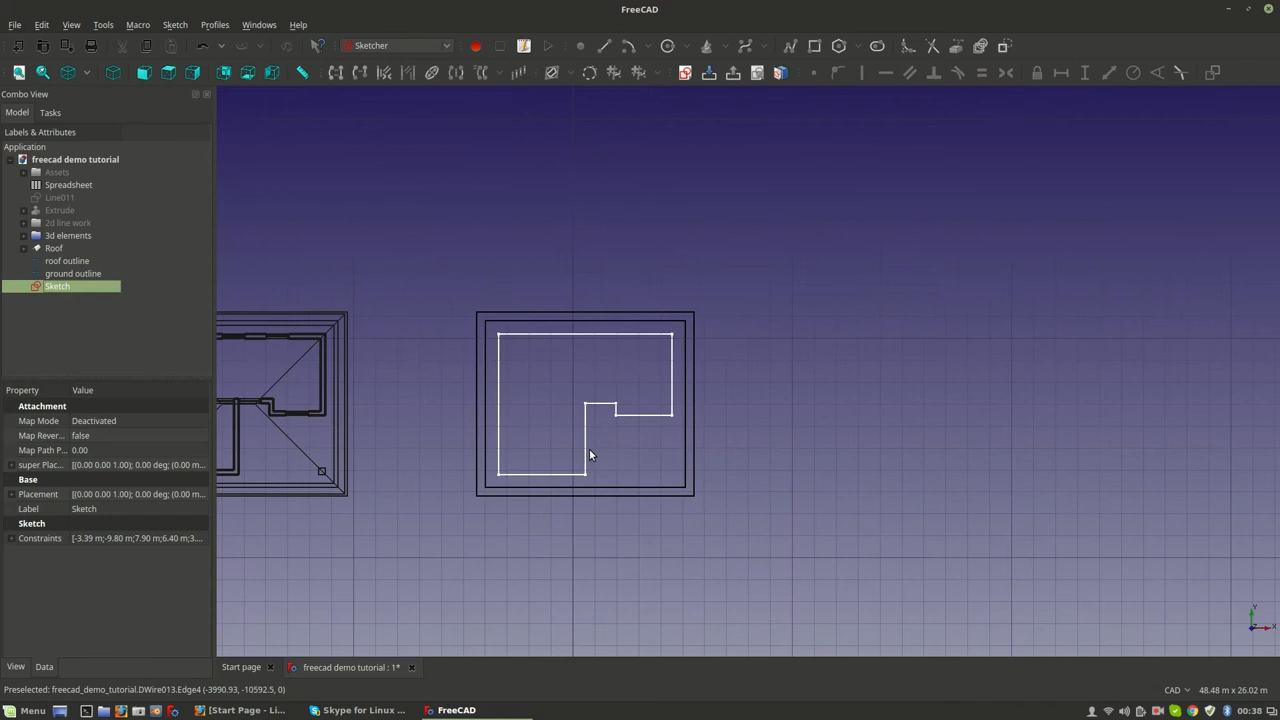 FreeCAD
File Edit View Tools Macro Sketch Profiles Windows Help
Sketcher
Combo View
Model Tasks
Labels & Attributes
Application
freecad demo tutorial
Assets
Spreadsheet
Line011
Extrude
2d line work
3d elements
Roof
roof outline
ground outline
Sketch
Property Value
Attachment
Map Mode Deactivated
Map Rever... false
Map Path P... 0.00
super Plac... [(0.00 0.00 1.00); 0.00 deg; (0.00 m...
Base
Placement [(0.00 0.00 1.00); 0.00 deg; (0.00 m...
Label Sketch
Sketch
Constraints [-3.39 m;-9.80 m;7.90 m;6.40 m;3....
Y
Z
X
View Data
Start page freecad demo tutorial : 1*
Preselected: freecad_demo_tutorial.DWire013.Edge4 (-3990.93, -10592.5, 0)
CAD 48.48 m x 26.02 m
Menu [Start Page - Li... Skype for Linux ... FreeCAD 00:38